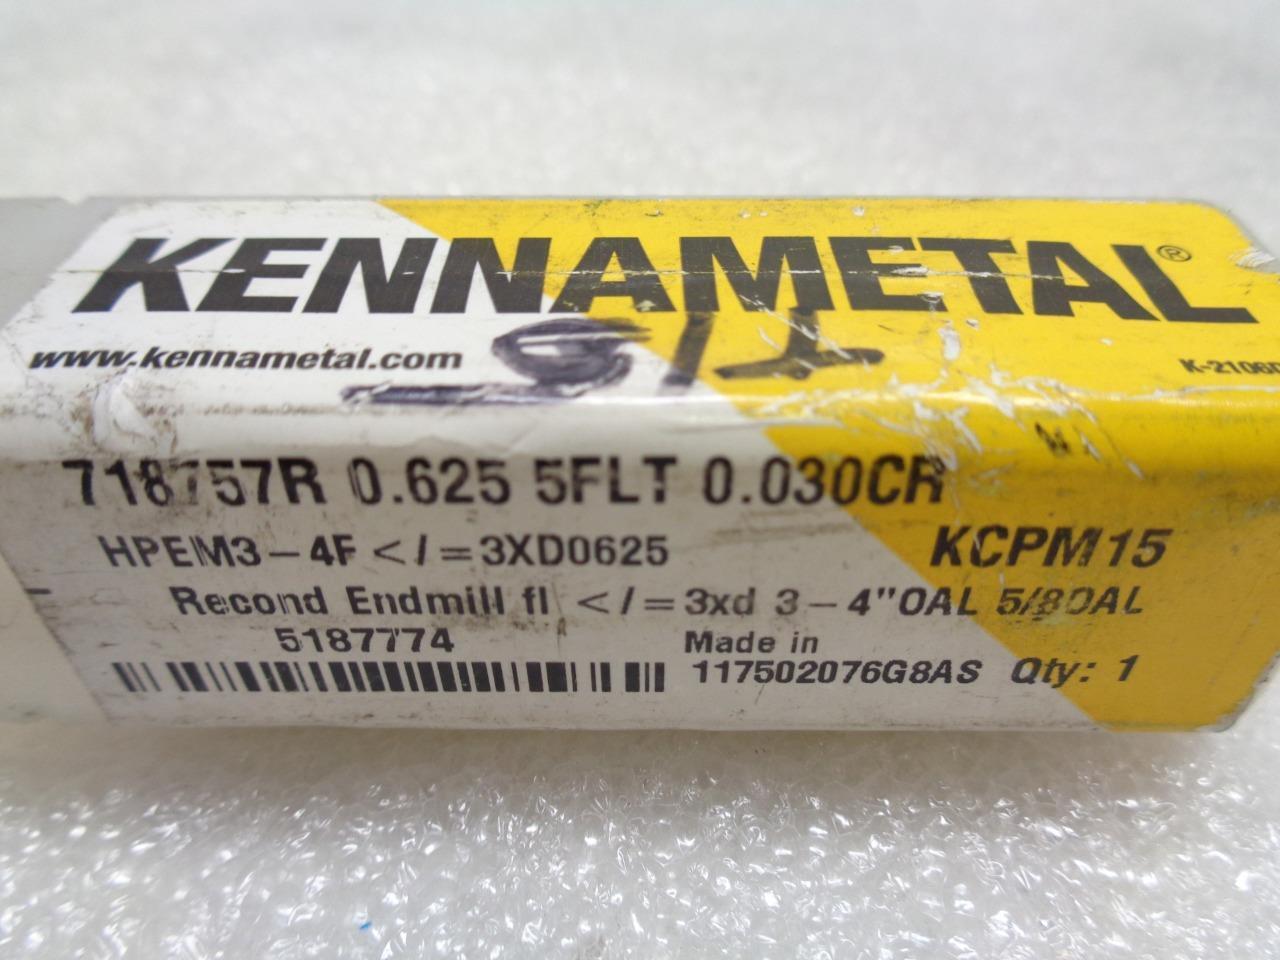 KENNAMETAL®
www.kennametal.com
718757R 0.625 5FLT 0.030CR
HPEM3-4F </=3XD0625 KCPM15
Recond Endmill fl </=3xd 3-4"OAL 5/8OAL
5187774 Made in
117502076G8AS Qty: 1